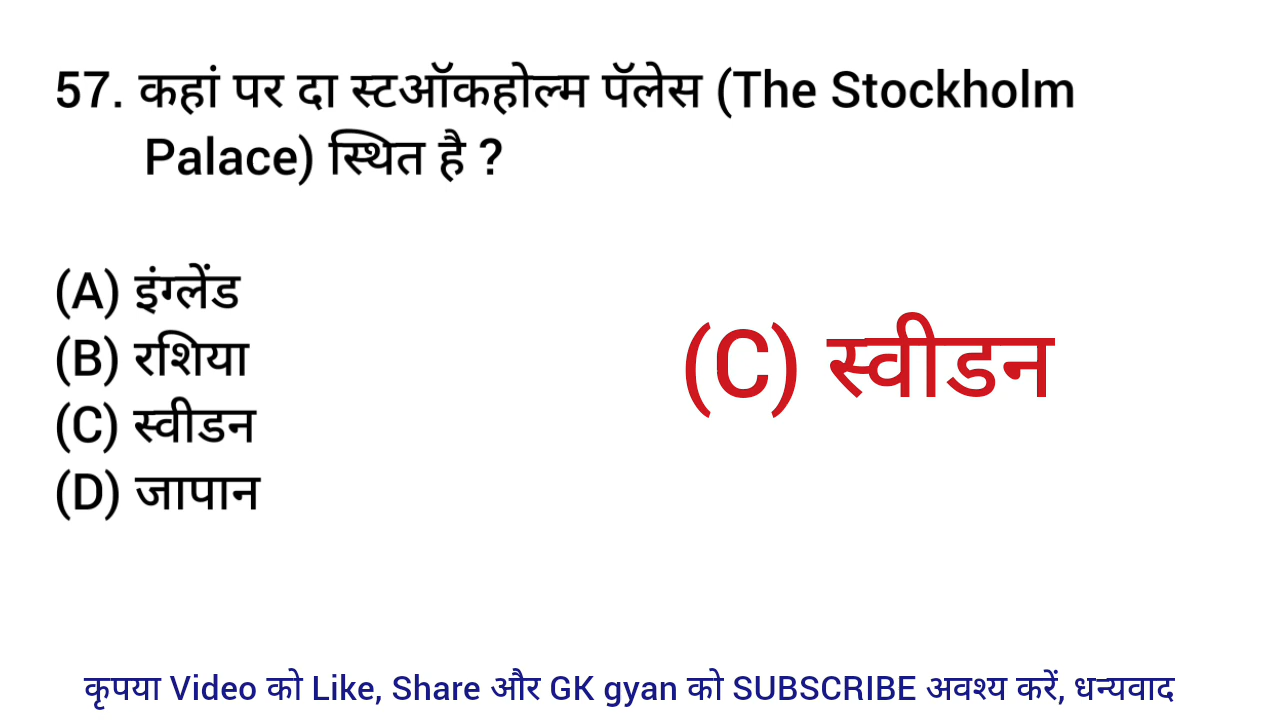 57. कहां पर दा स्टऑकहोल्म पॅलेस (The Stockholm
Palace) स्थित है ?
(A) इंग्लेंड
(B) रशिया
(C) स्वीडन
(D) जापान
(C) स्वीडन
कृपया Video को Like, Share और GK gyan को SUBSCRIBE अवश्य करें, धन्यवाद